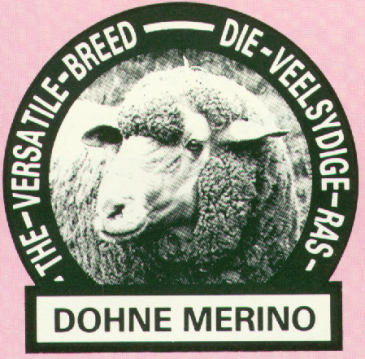 THE-VERSATILE-BREED — DIE-VEELSYDIGE-RAS-
DOHNE MERINO